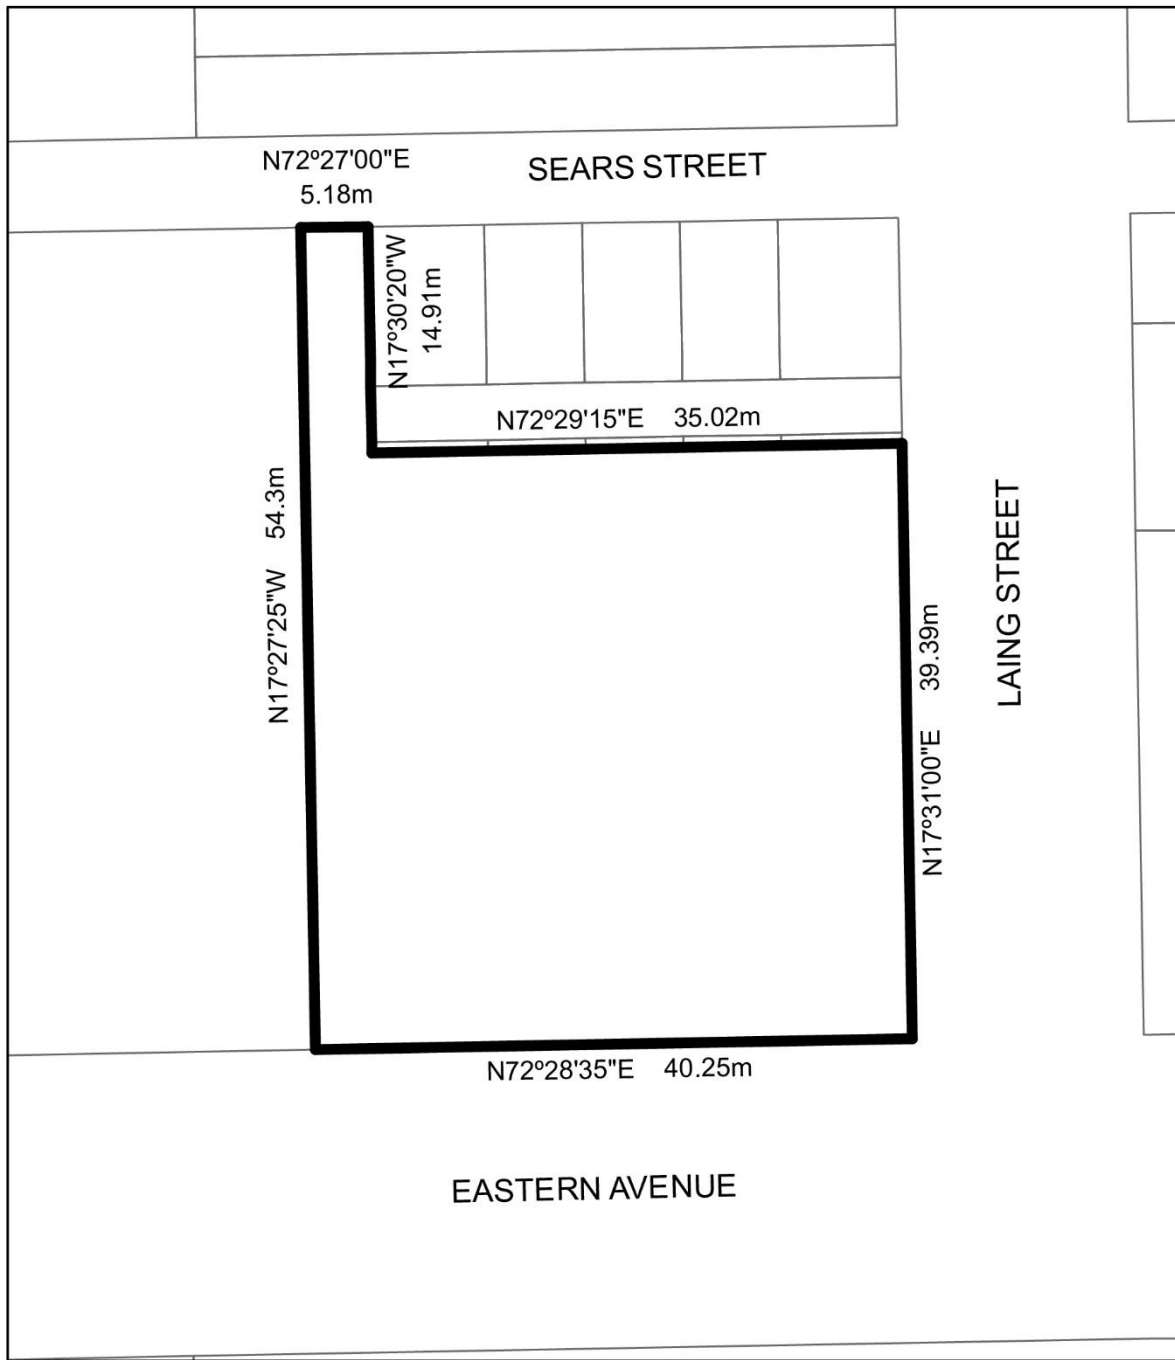 N72º27'00"E
5.18m
SEARS STREET
N17º30'20"W
14.91m
N72º29'15"E 35.02m
N17º27'25"W 54.3m
N17º31'00"E 39.39m
LAING STREET
N72º28'35"E 40.25m
EASTERN AVENUE